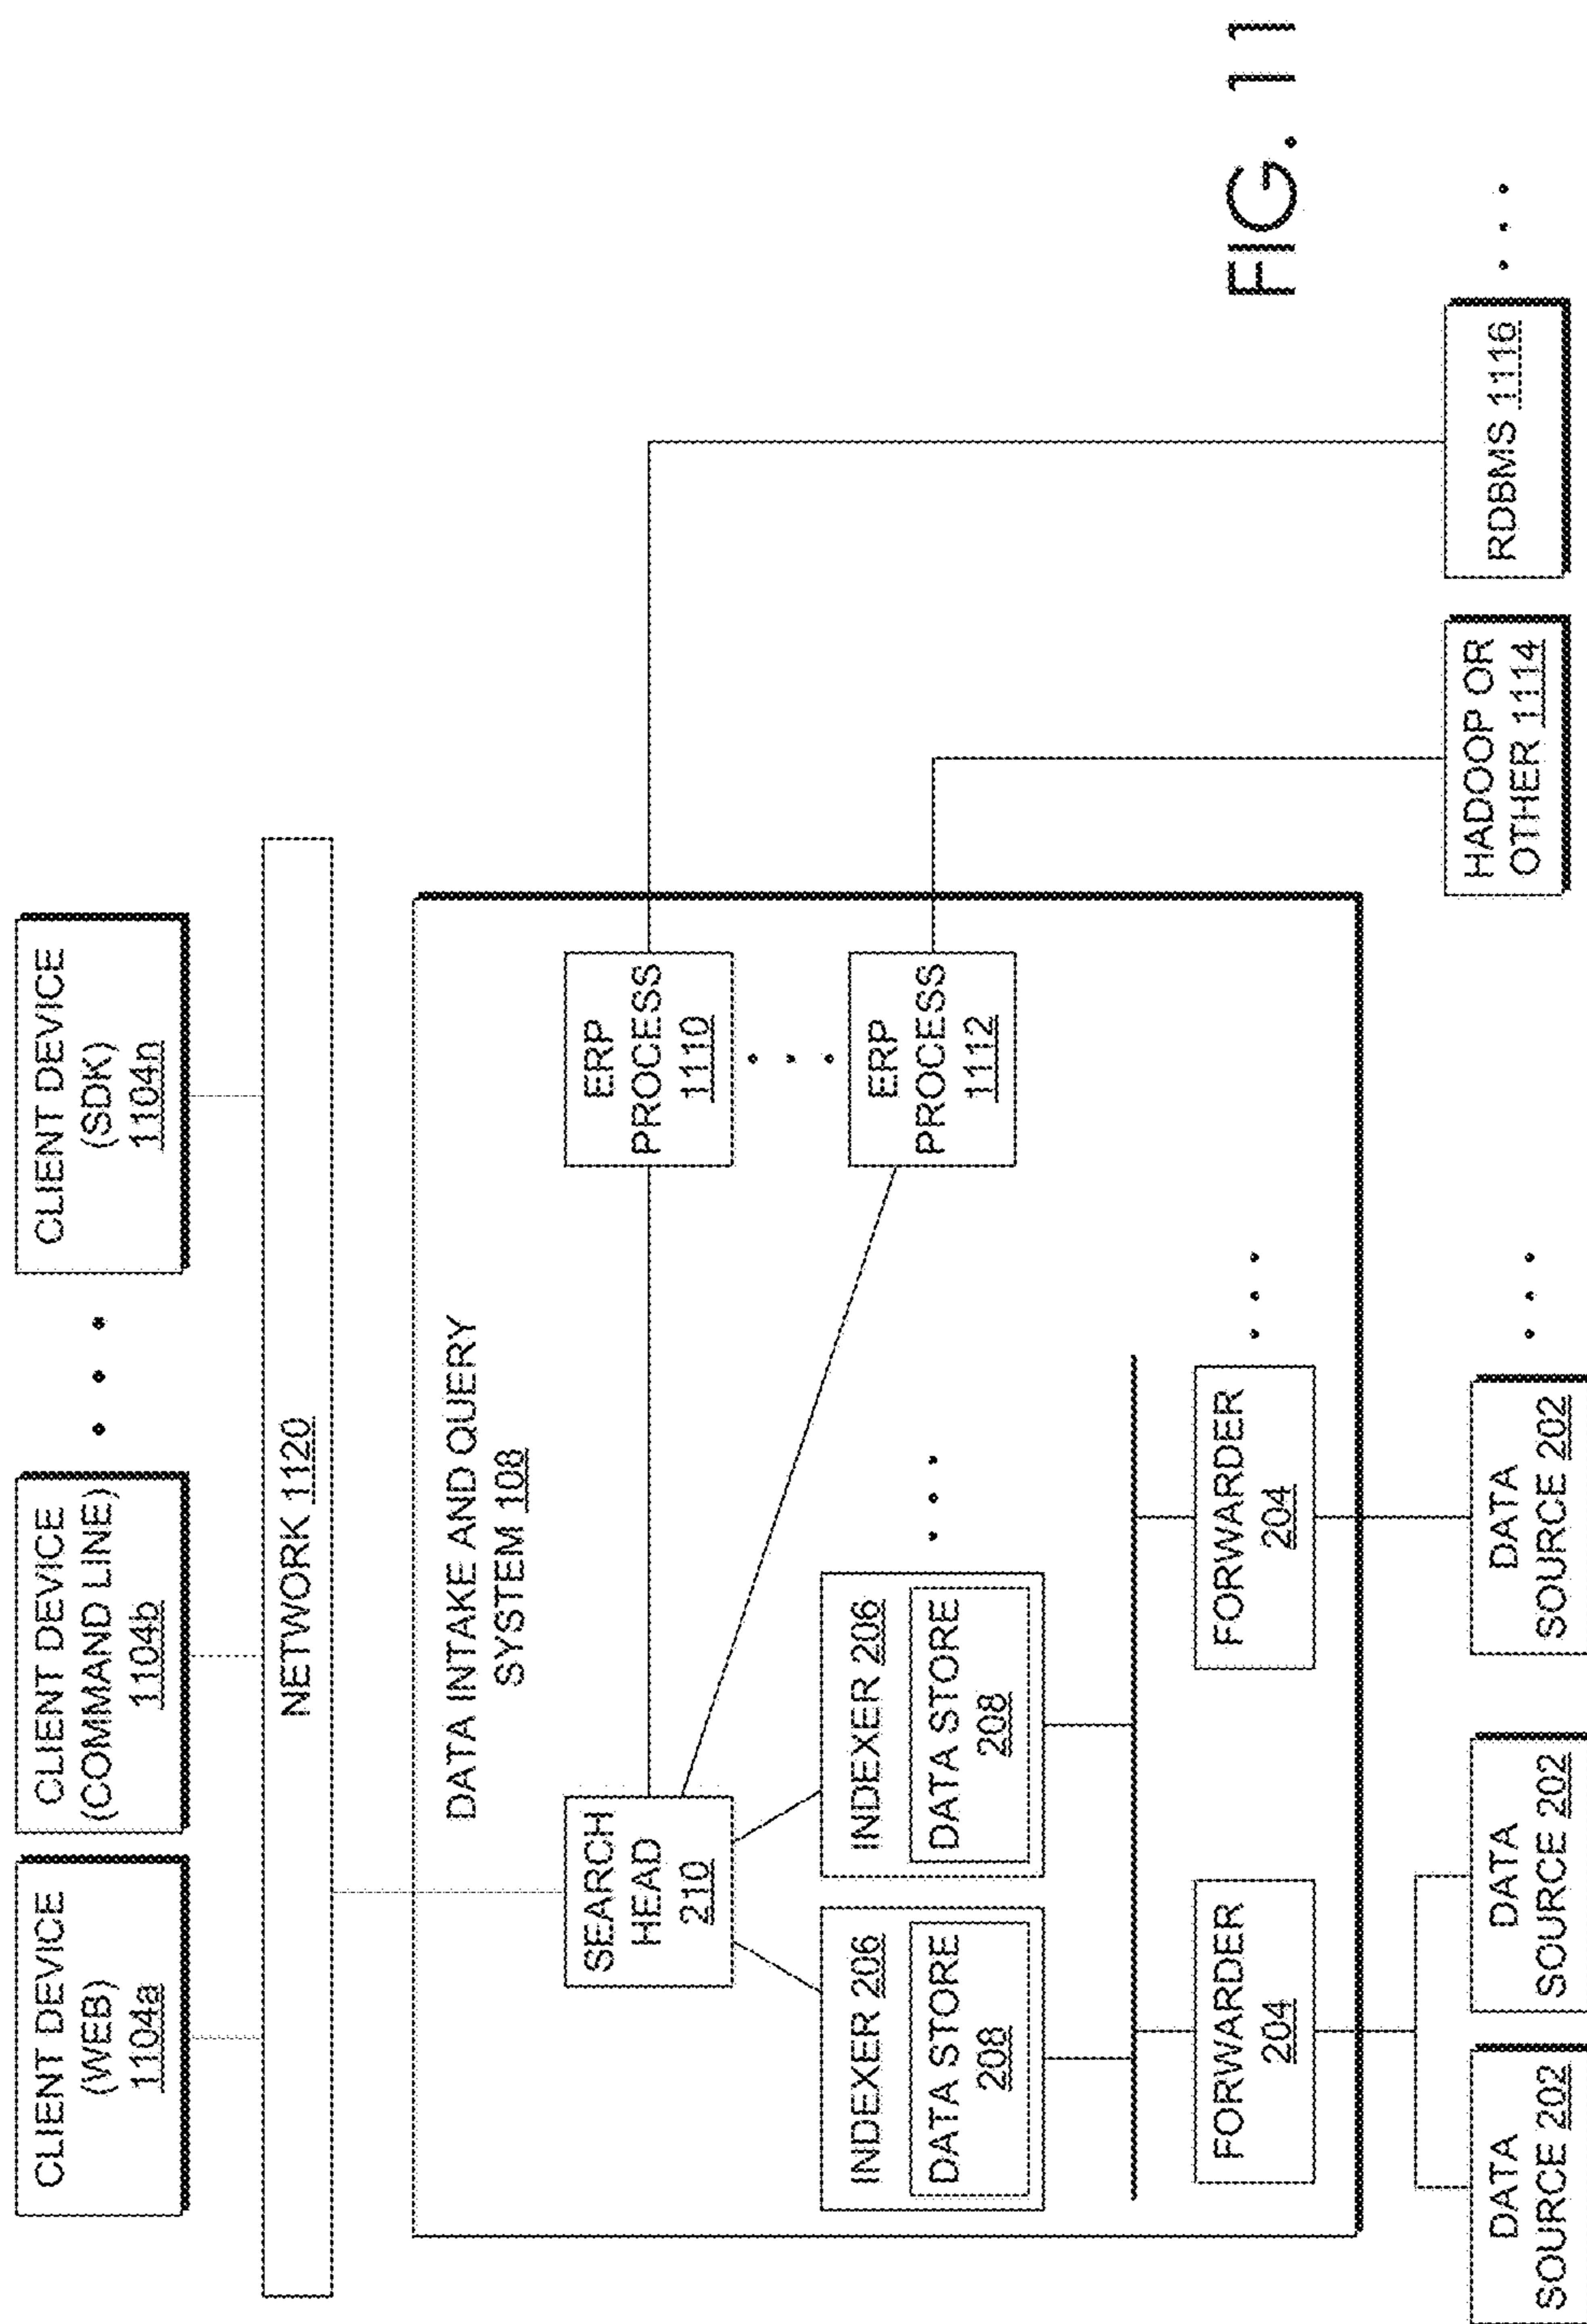 CLIENT DEVICE
(WEB)
1104a
CLIENT DEVICE
(COMMAND LINE)
1104b
CLIENT DEVICE
(SDK)
1104n
NETWORK 1120
DATA INTAKE AND QUERY
SYSTEM 108
SEARCH
HEAD
210
ERP
PROCESS
1110
INDEXER 206
DATA STORE
208
INDEXER 206
DATA STORE
208
ERP
PROCESS
1112
FORWARDER
204
FORWARDER
204
DATA
SOURCE 202
DATA
SOURCE 202
DATA
SOURCE 202
HADOOP OR
OTHER 1114
RDBMS 1116
FIG. 11